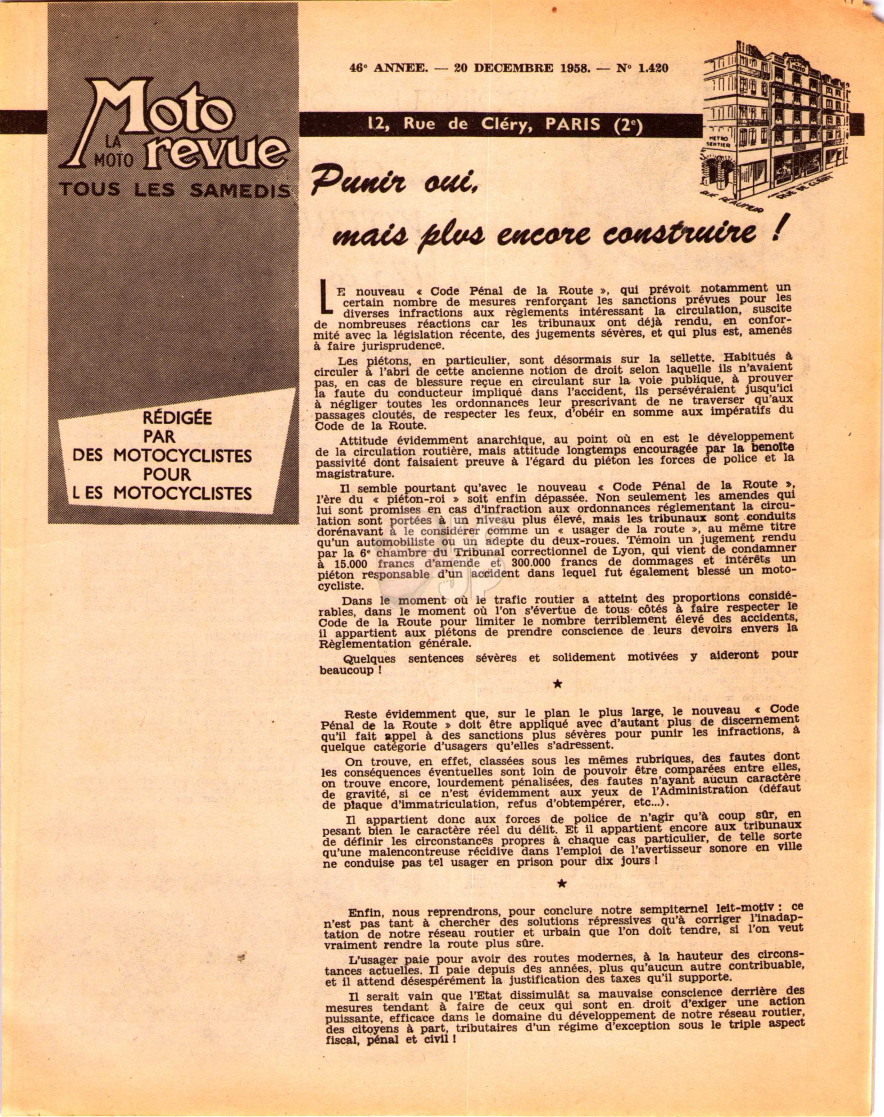 46e ANNEE. — 20 DECEMBRE 1958. — N° 1.420
Moto
LA
MOTO revue
TOUS LES SAMEDIS
12, Rue de Cléry, PARIS (2e)
METRO
SENTIER
RUE DE CLERY
Punir oui,
mais plus encore construire !
RÉDIGÉE
PAR
DES MOTOCYCLISTES
POUR
LES MOTOCYCLISTES
LE nouveau « Code Pénal de la Route », qui prévoit notamment un
certain nombre de mesures renforçant les sanctions prévues pour les
diverses infractions aux règlements intéressant la circulation, suscite
de nombreuses réactions car les tribunaux ont déjà rendu, en confor-
mité avec la législation récente, des jugements sévères, et qui plus est, amenés
à faire jurisprudence.
Les piétons, en particulier, sont désormais sur la sellette. Habitués à
circuler à l'abri de cette ancienne notion de droit selon laquelle ils n'avaient
pas, en cas de blessure reçue en circulant sur la voie publique, à prouver
la faute du conducteur impliqué dans l'accident, ils persévéraient jusqu'ici
à négliger toutes les ordonnances leur prescrivant de ne traverser qu'aux
passages cloutés, de respecter les feux, d'obéir en somme aux impératifs du
Code de la Route.
Attitude évidemment anarchique, au point où en est le développement
de la circulation routière, mais attitude longtemps encouragée par la benoîte
passivité dont faisaient preuve à l'égard du piéton les forces de police et la
magistrature.
Il semble pourtant qu'avec le nouveau « Code Pénal de la Route »,
l'ère du « piéton-roi » soit enfin dépassée. Non seulement les amendes qui
lui sont promises en cas d'infraction aux ordonnances réglementant la circu-
lation sont portées à un niveau plus élevé, mais les tribunaux sont conduits
dorénavant à le considérer comme un « usager de la route », au même titre
qu'un automobiliste ou un adepte du deux-roues. Témoin un jugement rendu
par la 6e chambre du Tribunal correctionnel de Lyon, qui vient de condamner
à 15.000 francs d'amende et 300.000 francs de dommages et intérêts un
piéton responsable d'un accident dans lequel fut également blessé un moto-
cycliste.
Dans le moment où le trafic routier a atteint des proportions considé-
rables, dans le moment où l'on s'évertue de tous côtés à faire respecter le
Code de la Route pour limiter le nombre terriblement élevé des accidents,
il appartient aux piétons de prendre conscience de leurs devoirs envers la
Règlementation générale.
Quelques sentences sévères et solidement motivées y aideront pour
beaucoup !
★
Reste évidemment que, sur le plan le plus large, le nouveau « Code
Pénal de la Route » doit être appliqué avec d'autant plus de discernement
qu'il fait appel à des sanctions plus sévères pour punir les infractions, à
quelque catégorie d'usagers qu'elles s'adressent.
On trouve, en effet, classées sous les mêmes rubriques, des fautes dont
les conséquences éventuelles sont loin de pouvoir être comparées entre elles,
on trouve encore, lourdement pénalisées, des fautes n'ayant aucun caractère
de gravité, si ce n'est évidemment aux yeux de l'Administration (défaut
de plaque d'immatriculation, refus d'obtempérer, etc...).
Il appartient donc aux forces de police de n'agir qu'à coup sûr, en
pesant bien le caractère réel du délit. Et il appartient encore aux tribunaux
de définir les circonstances propres à chaque cas particulier, de telle sorte
qu'une malencontreuse récidive dans l'emploi de l'avertisseur sonore en ville
ne conduise pas tel usager en prison pour dix jours !
★
Enfin, nous reprendrons, pour conclure notre sempiternel leit-motiv : ce
n'est pas tant à chercher des solutions répressives qu'à corriger l'inadap-
tation de notre réseau routier et urbain que l'on doit tendre, si l'on veut
vraiment rendre la route plus sûre.
L'usager paie pour avoir des routes modernes, à la hauteur des circons-
tances actuelles. Il paie depuis des années, plus qu'aucun autre contribuable,
et il attend désespérément la justification des taxes qu'il supporte.
Il serait vain que l'Etat dissimulât sa mauvaise conscience derrière des
mesures tendant à faire de ceux qui sont en droit d'exiger une action
puissante, efficace dans le domaine du développement de notre réseau routier,
des citoyens à part, tributaires d'un régime d'exception sous le triple aspect
fiscal, pénal et civil !